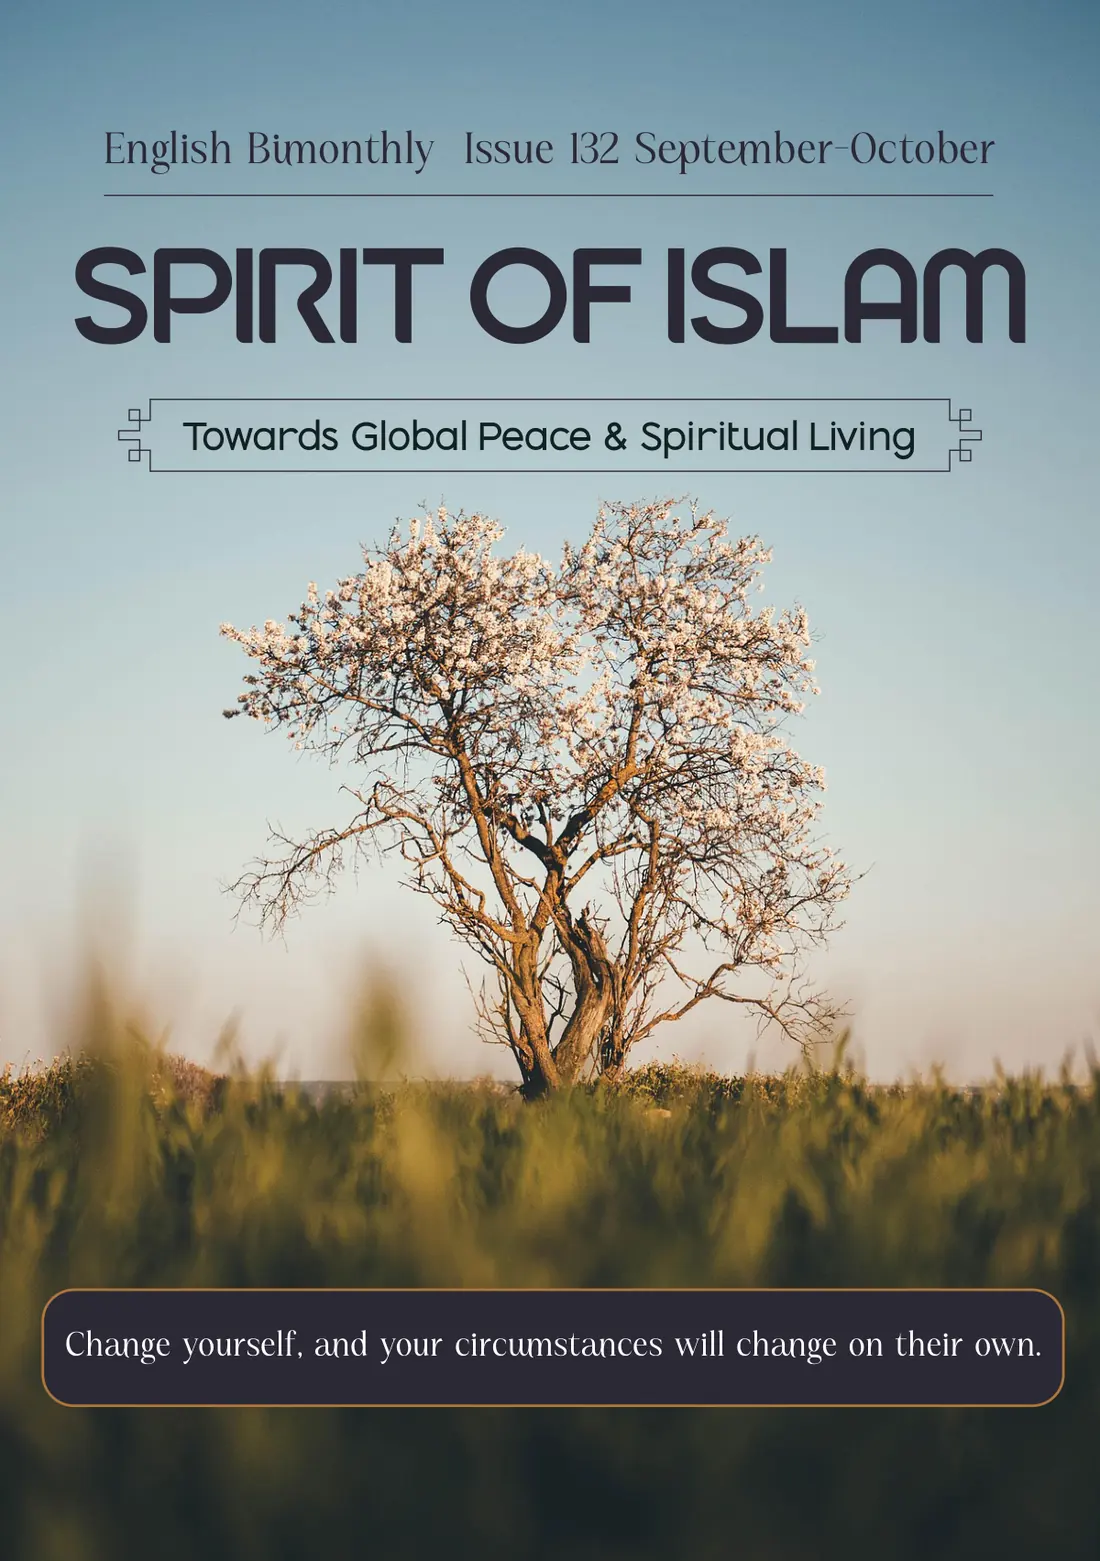 English Bimonthly Issue 132 September-October
SPIRIT OF ISLAM
Towards Global Peace & Spiritual Living
Change yourself, and your circumstances will change on their own.